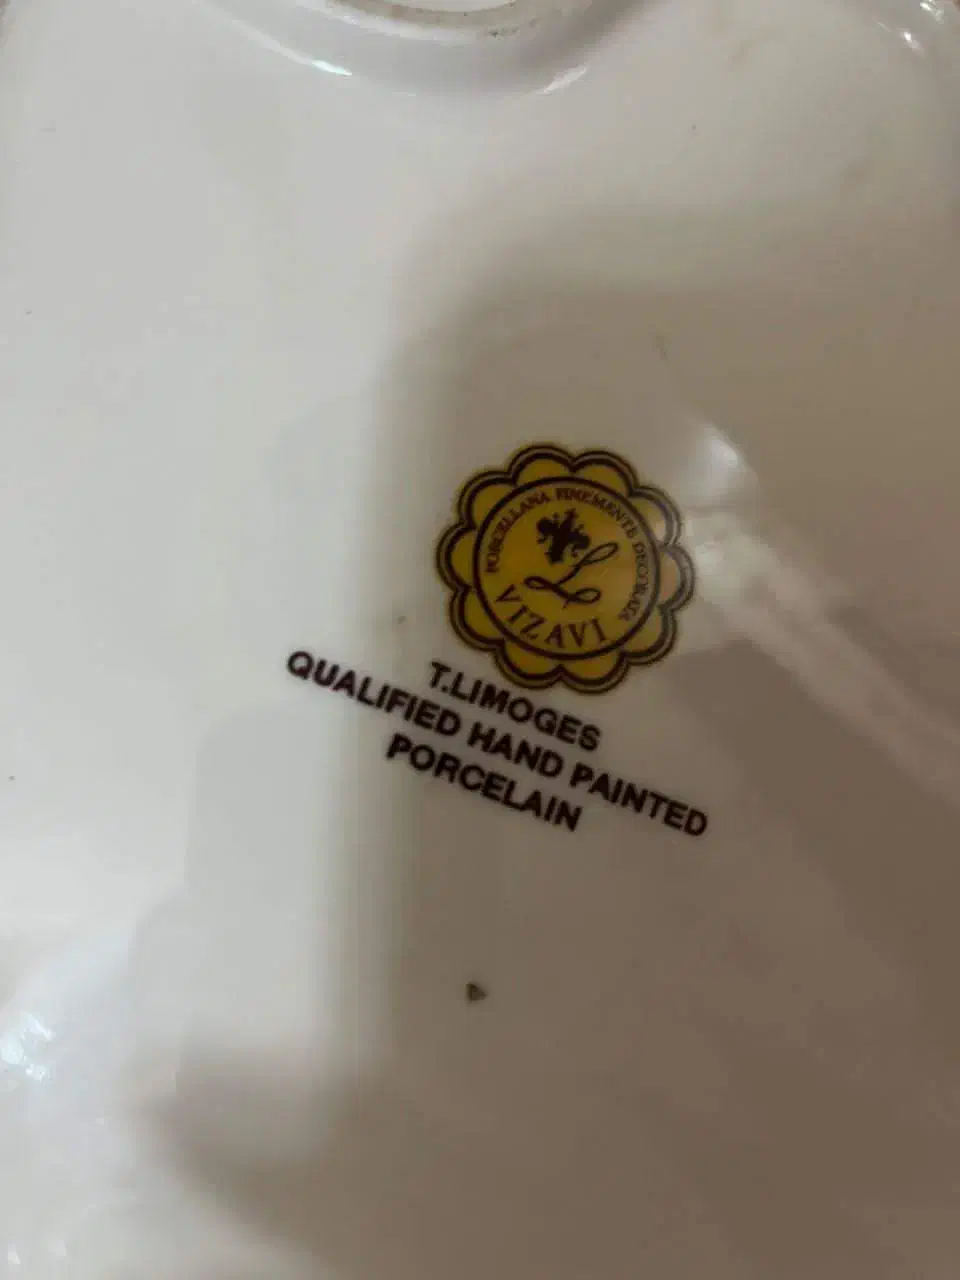 PORCELLANA FINEMENTE DECORATA
L
VIZAVI
T.LIMOGES
QUALIFIED HAND PAINTED
PORCELAIN